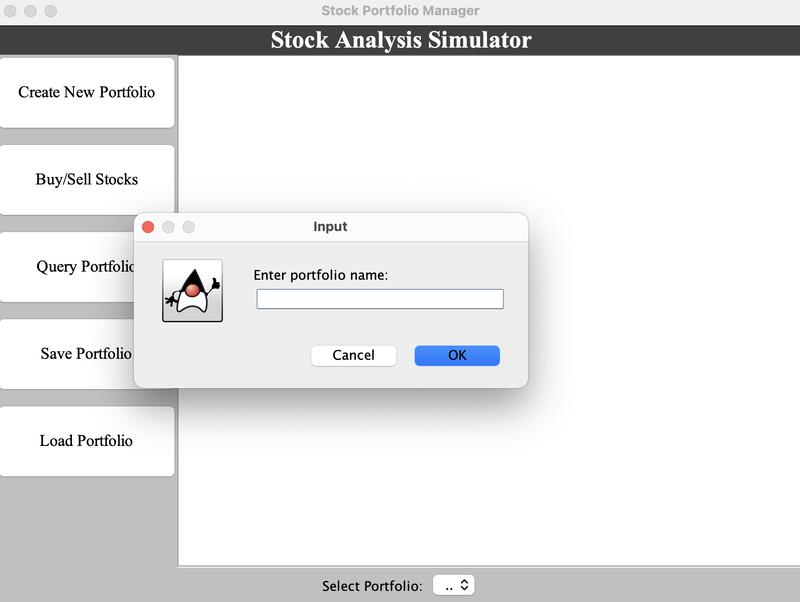 Stock Portfolio Manager
Stock Analysis Simulator
Create New Portfolio
Buy/Sell Stocks
Query Portfolio
Save Portfolio
Load Portfolio
Input
Enter portfolio name:
Cancel
OK
Select Portfolio:
..